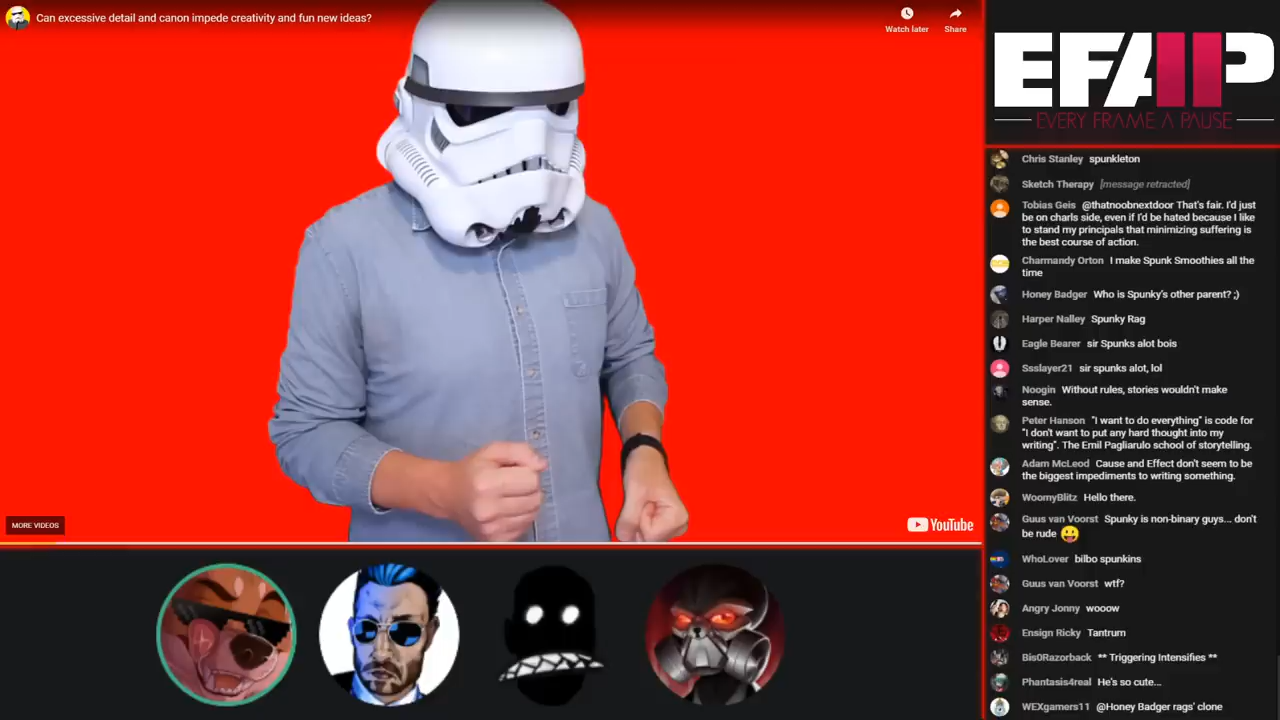 Can excessive detail and canon impede creativity and fun new ideas?
Watch later
Share
MORE VIDEOS
YouTube
EFAP
EVERY FRAME A PAUSE
Chris Stanley spunkleton
Sketch Therapy [message retracted]
Tobias Geis @thatnoobnextdoor That's fair. I'd just
be on charls side, even if I'd be hated because I like
to stand my principals that minimizing suffering is
the best course of action.
Charmandy Orton I make Spunk Smoothies all the
time
Honey Badger Who is Spunky's other parent? ;)
Harper Nalley Spunky Rag
Eagle Bearer sir Spunks alot bois
Ssslayer21 sir spunks alot, lol
Noogin Without rules, stories wouldn't make
sense.
Peter Hanson "I want to do everything" is code for
"I don't want to put any hard thought into my
writing". The Emil Pagliarulo school of storytelling.
Adam McLeod Cause and Effect don't seem to be
the biggest impediments to writing something.
WoomyBlitz Hello there.
Guus van Voorst Spunky is non-binary guys... don't
be rude 😛
WhoLover bilbo spunkins
Guus van Voorst wtf?
Angry Jonny wooow
Ensign Ricky Tantrum
Bis0Razorback ** Triggering Intensifies **
Phantasis4real He's so cute...
WEXgamers11 @Honey Badger rags' clone